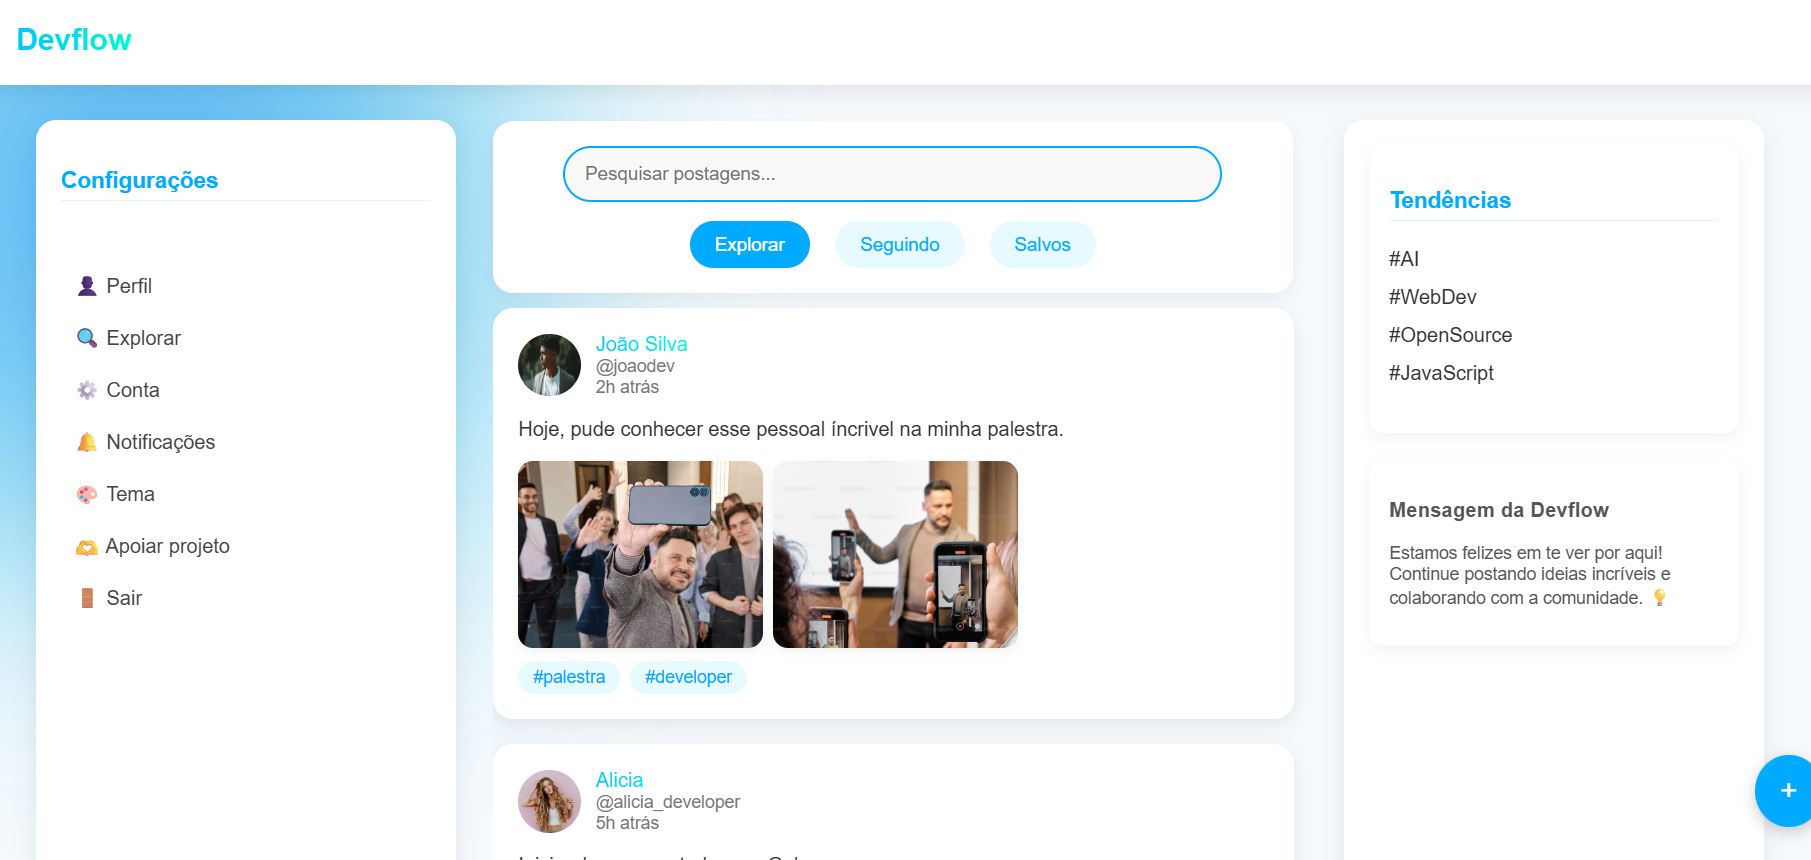 Devflow
Configurações
Perfil
Explorar
Conta
Notificações
Tema
Apoiar projeto
Sair
Pesquisar postagens...
Explorar
Seguindo
Salvos
João Silva
@joaodev
2h atrás
Hoje, pude conhecer esse pessoal íncrivel na minha palestra.
#palestra
#developer
Alicia
@alicia_developer
5h atrás
Tendências
#AI
#WebDev
#OpenSource
#JavaScript
Mensagem da Devflow
Estamos felizes em te ver por aqui!
Continue postando ideias incríveis e
colaborando com a comunidade. 💡
+